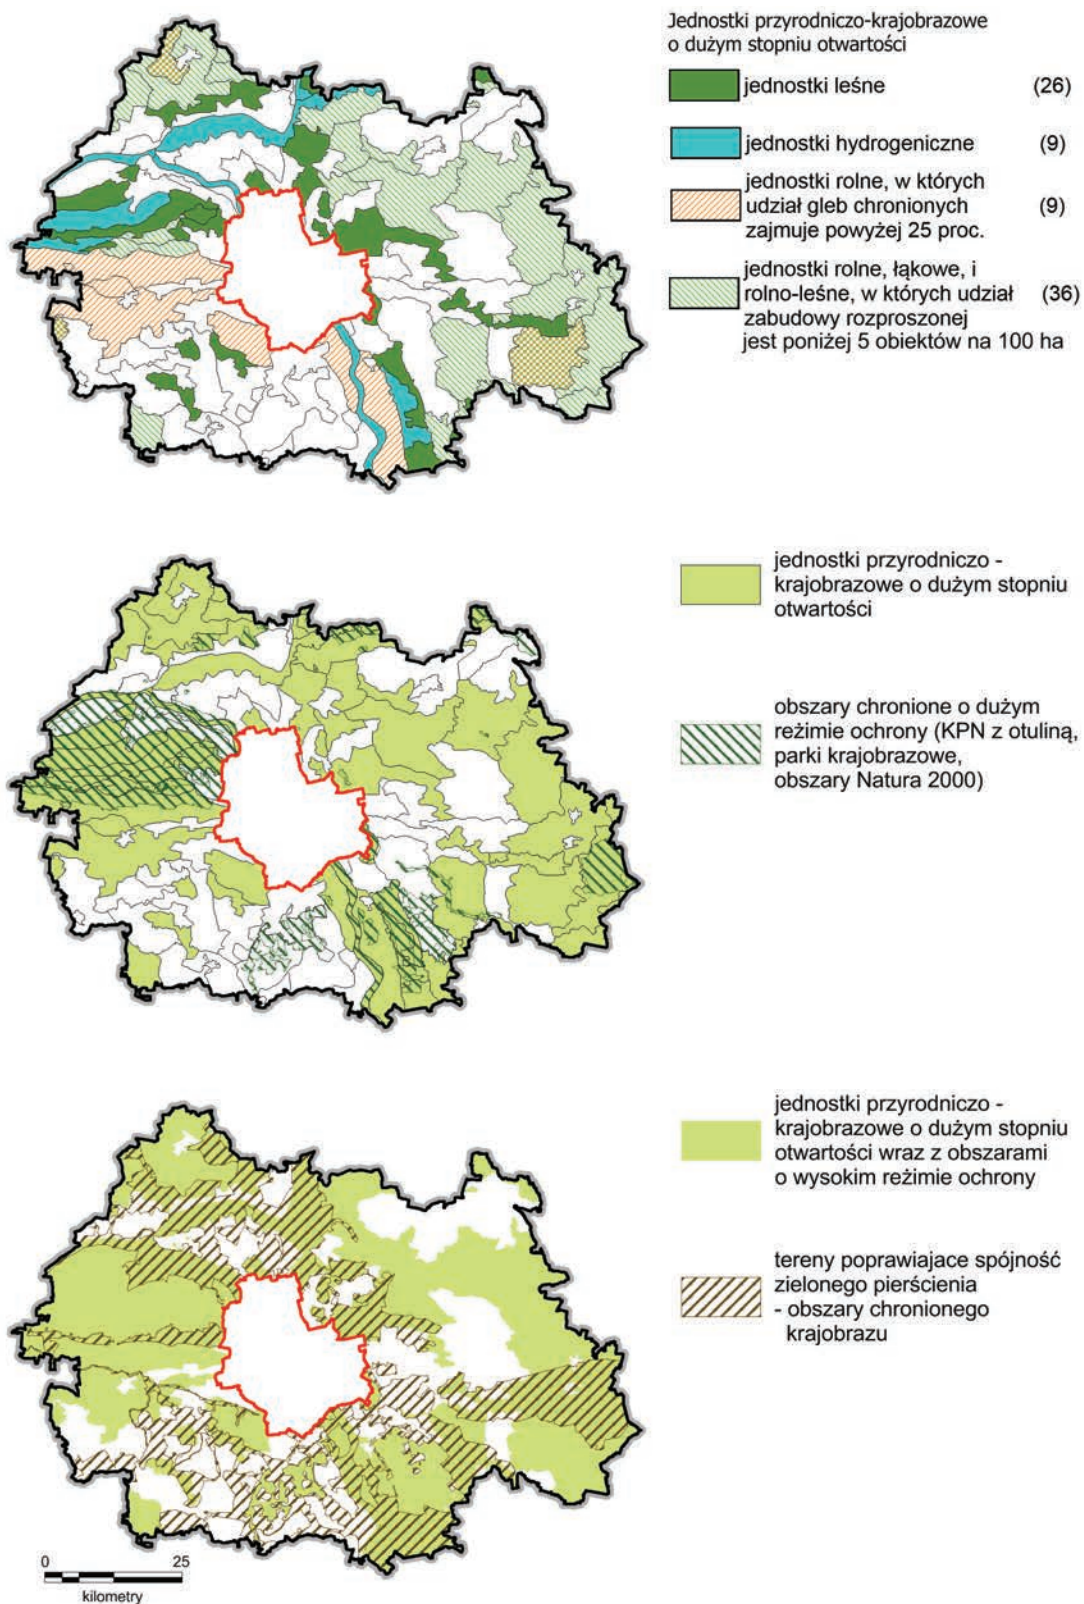 Jednostki przyrodniczo-krajobrazowe
o dużym stopniu otwartości
jednostki leśne (26)
jednostki hydrogeniczne (9)
jednostki rolne, w których
udział gleb chronionych (9)
zajmuje powyżej 25 proc.
jednostki rolne, łąkowe, i
rolno-leśne, w których udział (36)
zabudowy rozproszonej
jest poniżej 5 obiektów na 100 ha
jednostki przyrodniczo -
krajobrazowe o dużym stopniu
otwartości
obszary chronione o dużym
reżimie ochrony (KPN z otuliną,
parki krajobrazowe,
obszary Natura 2000)
jednostki przyrodniczo -
krajobrazowe o dużym stopniu
otwartości wraz z obszarami
o wysokim reżimie ochrony
tereny poprawiajace spójność
zielonego pierścienia
- obszary chronionego
krajobrazu
0 25
kilometry